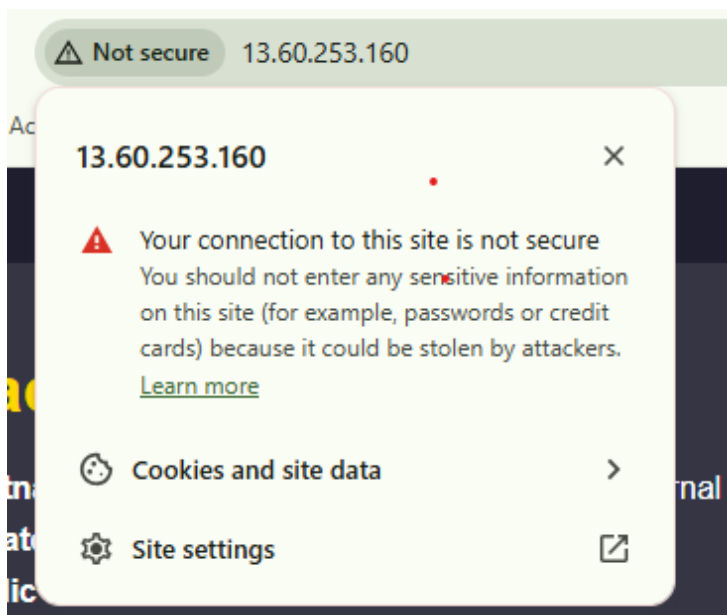 Not secure 13.60.253.160
Ac
13.60.253.160
Your connection to this site is not secure
You should not enter any sensitive information
on this site (for example, passwords or credit
cards) because it could be stolen by attackers.
Learn more
Cookies and site data
rnal
Site settings